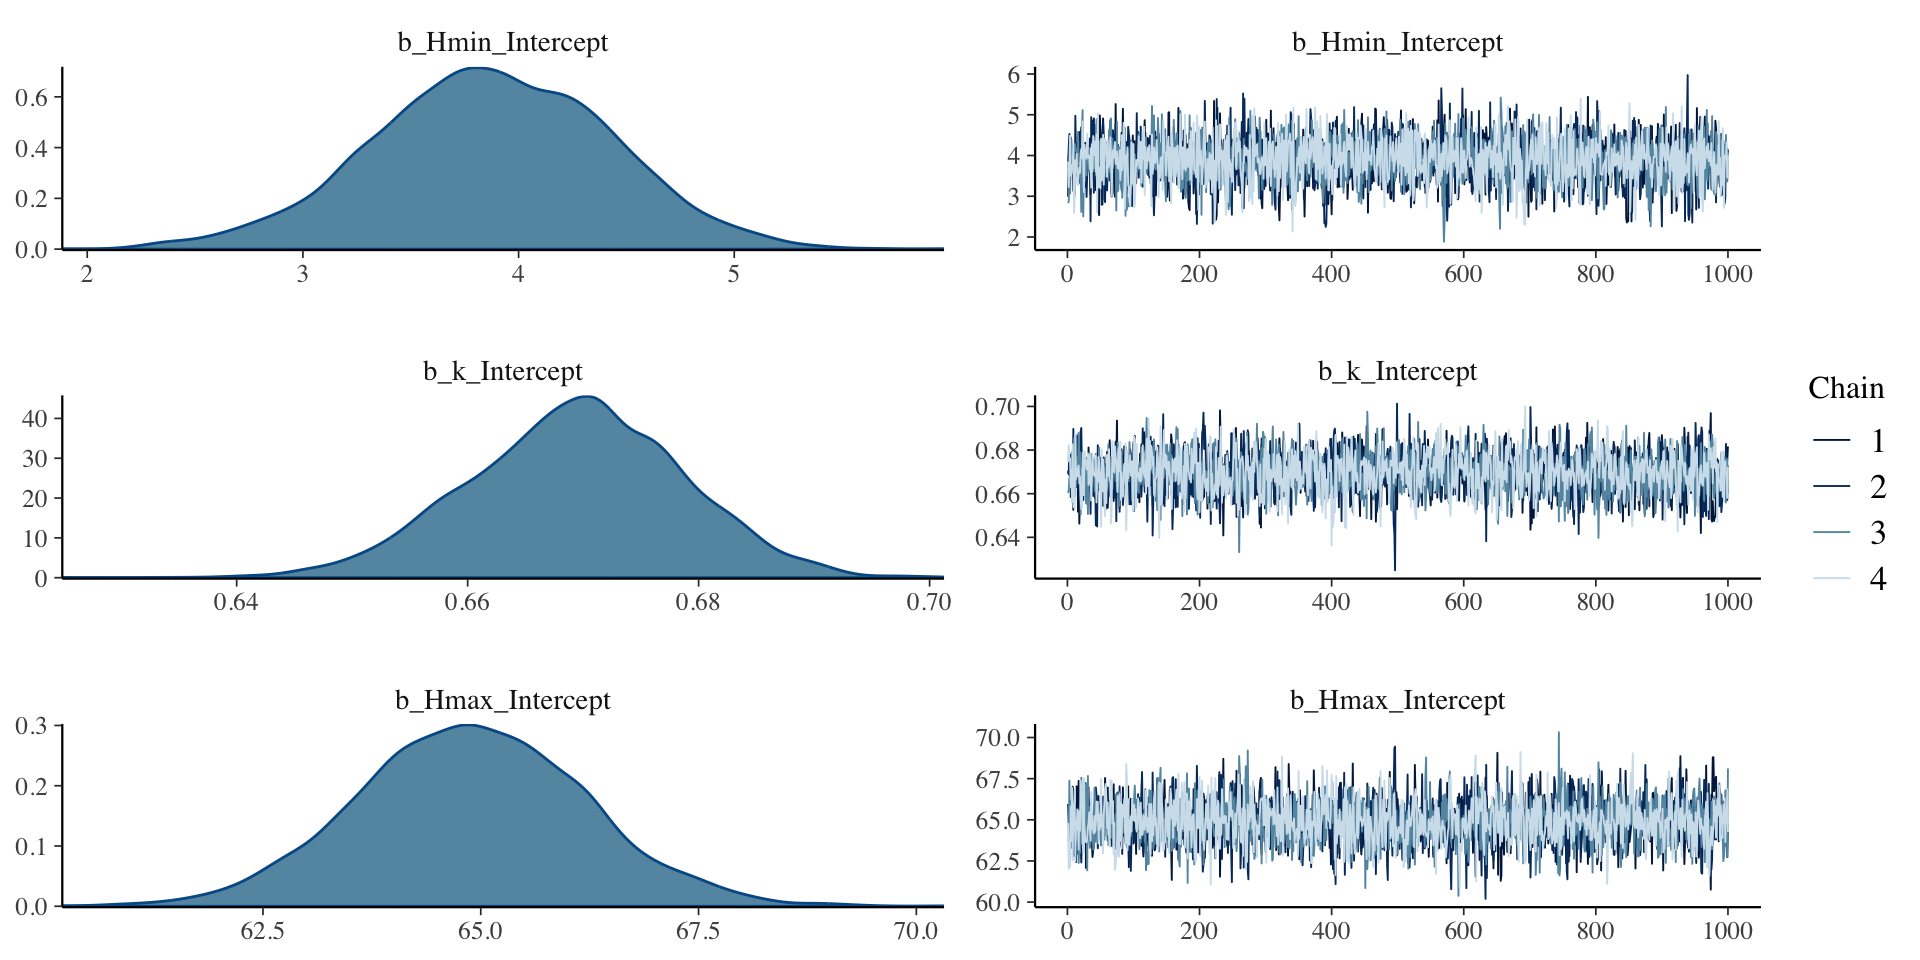 b_Hmin_Intercept
0.6
0.4
0.2
0.0
2 3 4 5
b_Hmin_Intercept
6
5
4
3
2
0 200 400 600 800 1000
b_k_Intercept
40
30
20
10
0
0.64 0.66 0.68 0.70
b_k_Intercept
0.70
0.68
0.66
0.64
0 200 400 600 800 1000
b_Hmax_Intercept
0.3
0.2
0.1
0.0
62.5 65.0 67.5 70.0
b_Hmax_Intercept
70.0
67.5
65.0
62.5
60.0
0 200 400 600 800 1000
Chain
1
2
3
4